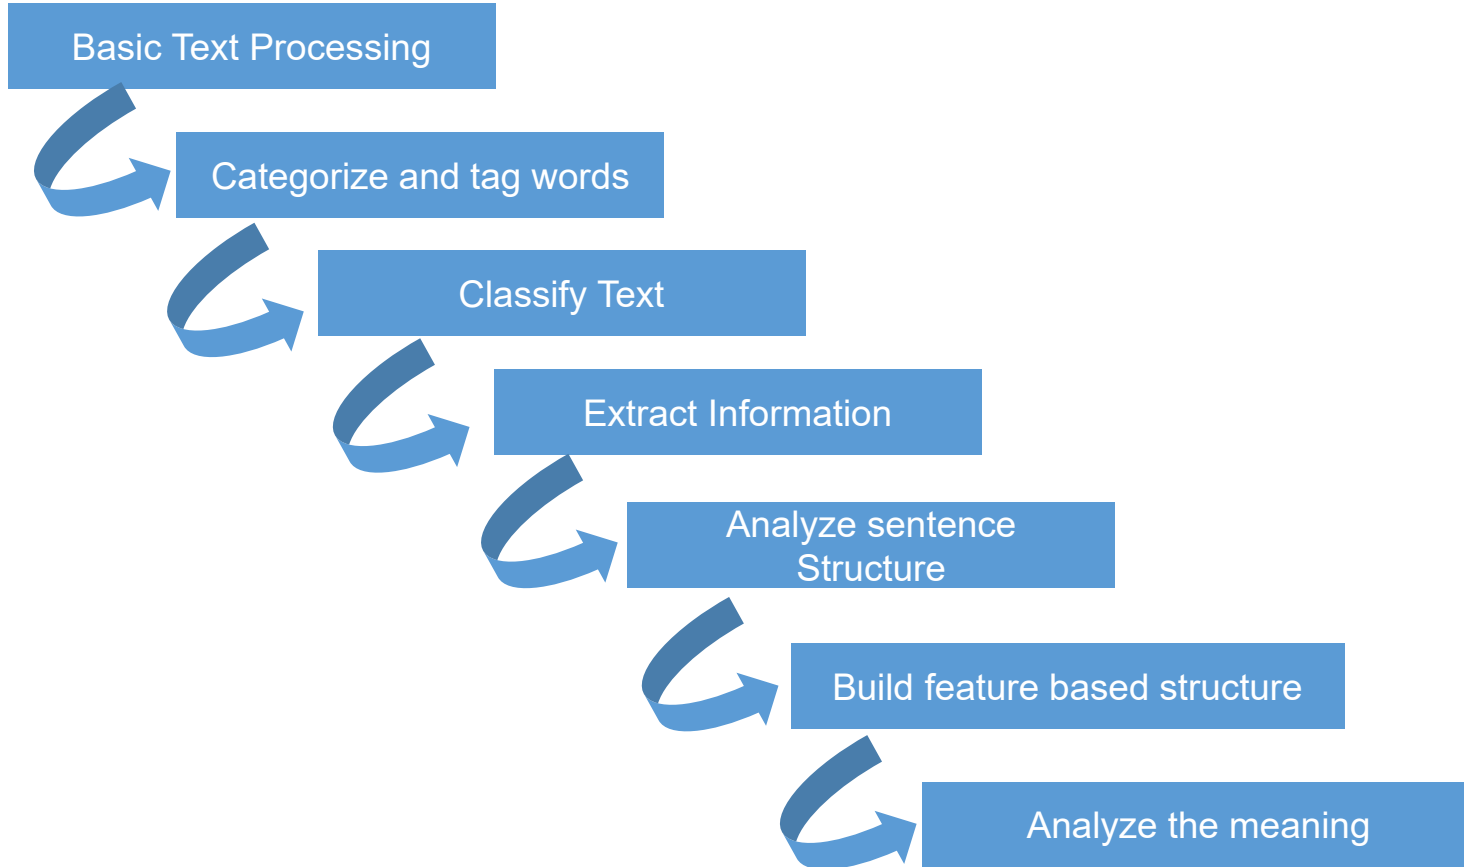 Basic Text Processing
Categorize and tag words
Classify Text
Extract Information
Analyze sentence
Structure
Build feature based structure
Analyze the meaning